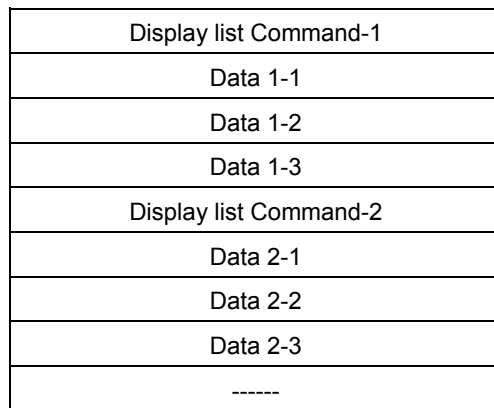 Display list Command-1
Data 1-1
Data 1-2
Data 1-3
Display list Command-2
Data 2-1
Data 2-2
Data 2-3
------